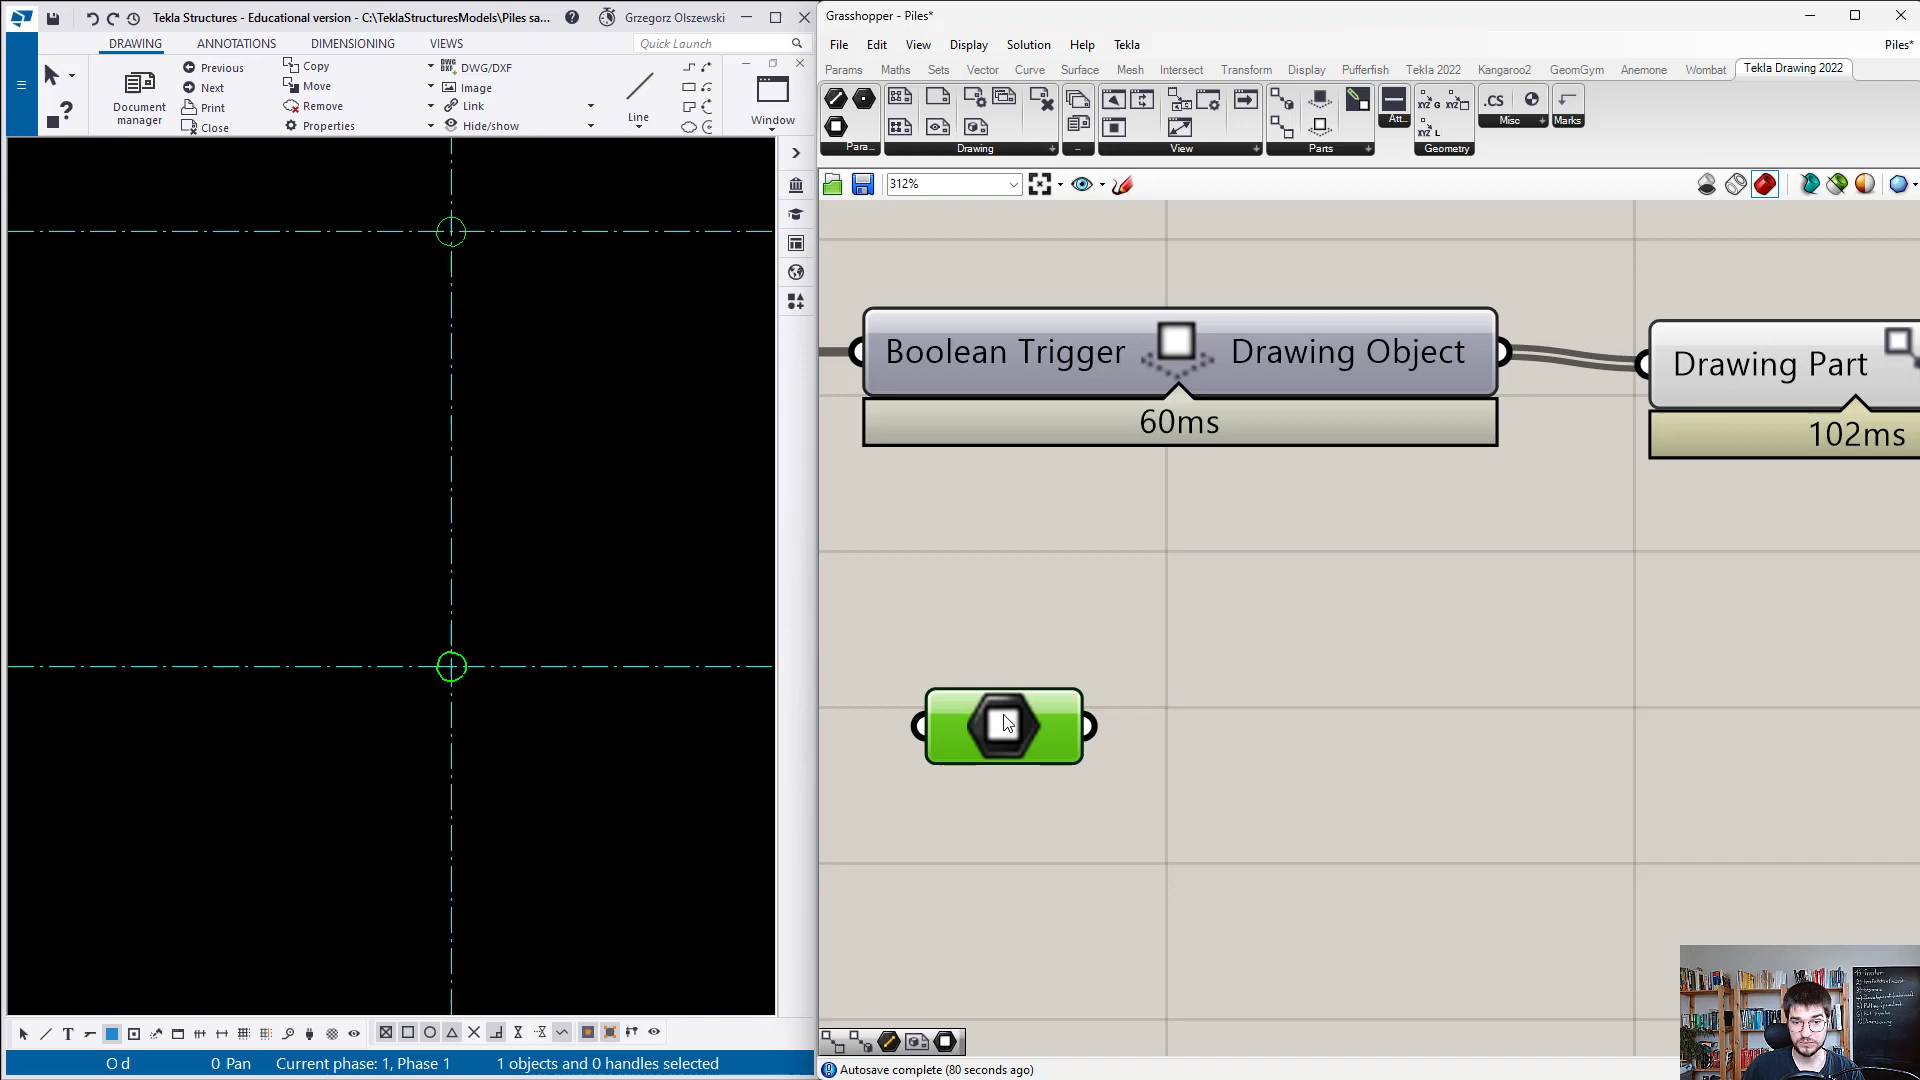 Tekla Structures - Educational version - C:\TeklaStructuresModels\Piles sa...
Grzegorz Olszewski
DRAWING
ANNOTATIONS
DIMENSIONING
VIEWS
Quick Launch
Document manager
Previous
Next
Print
Close
Copy
Move
Remove
Properties
DWG/DXF
Image
Link
Hide/show
Line
Window
O d
0 Pan
Current phase: 1, Phase 1
1 objects and 0 handles selected
Grasshopper - Piles*
File
Edit
View
Display
Solution
Help
Tekla
Piles*
Params
Maths
Sets
Vector
Curve
Surface
Mesh
Intersect
Transform
Display
Pufferfish
Tekla 2022
Kangaroo2
GeomGym
Anemone
Wombat
Tekla Drawing 2022
Para...
Drawing
View
Parts
Att...
Geometry
Misc
Marks
.CS
312%
Boolean Trigger
Drawing Object
60ms
Drawing Part
102ms
Autosave complete (80 seconds ago)